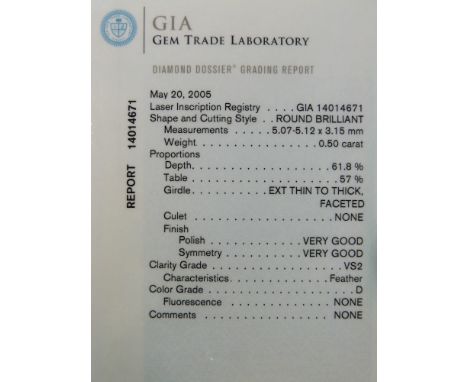 GIA
GEM TRADE LABORATORY
DIAMOND DOSSIER® GRADING REPORT
REPORT 14014671
May 20, 2005
Laser Inscription Registry . . . . GIA 14014671
Shape and Cutting Style . . ROUND BRILLIANT
Measurements . . . . . 5.07-5.12 x 3.15 mm
Weight . . . . . . . . . . . . . . . . 0.50 carat
Proportions
Depth. . . . . . . . . . . . . . . . . . . . 61.8 %
Table . . . . . . . . . . . . . . . . . . . . 57 %
Girdle. . . . . . . . . . EXT THIN TO THICK,
FACETED
Culet . . . . . . . . . . . . . . . . . . . . NONE
Finish
Polish . . . . . . . . . . . . . VERY GOOD
Symmetry . . . . . . . . . . VERY GOOD
Clarity Grade . . . . . . . . . . . . . . . . . . . VS2
Characteristics. . . . . . . . . . . . . Feather
Color Grade . . . . . . . . . . . . . . . . . . . . . D
Fluorescence . . . . . . . . . . . . . . NONE
Comments . . . . . . . . . . . . . . . . . NONE